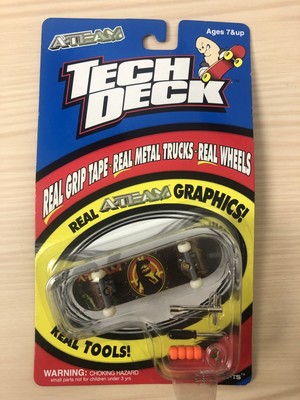 A-TEAM
Ages 7&up
TECH
DECK
REAL GRIP TAPE · REAL METAL TRUCKS · REAL WHEELS
REAL A-TEAM GRAPHICS!
REAL TOOLS!
WARNING: CHOKING HAZARD
small parts not for children under 3 yrs